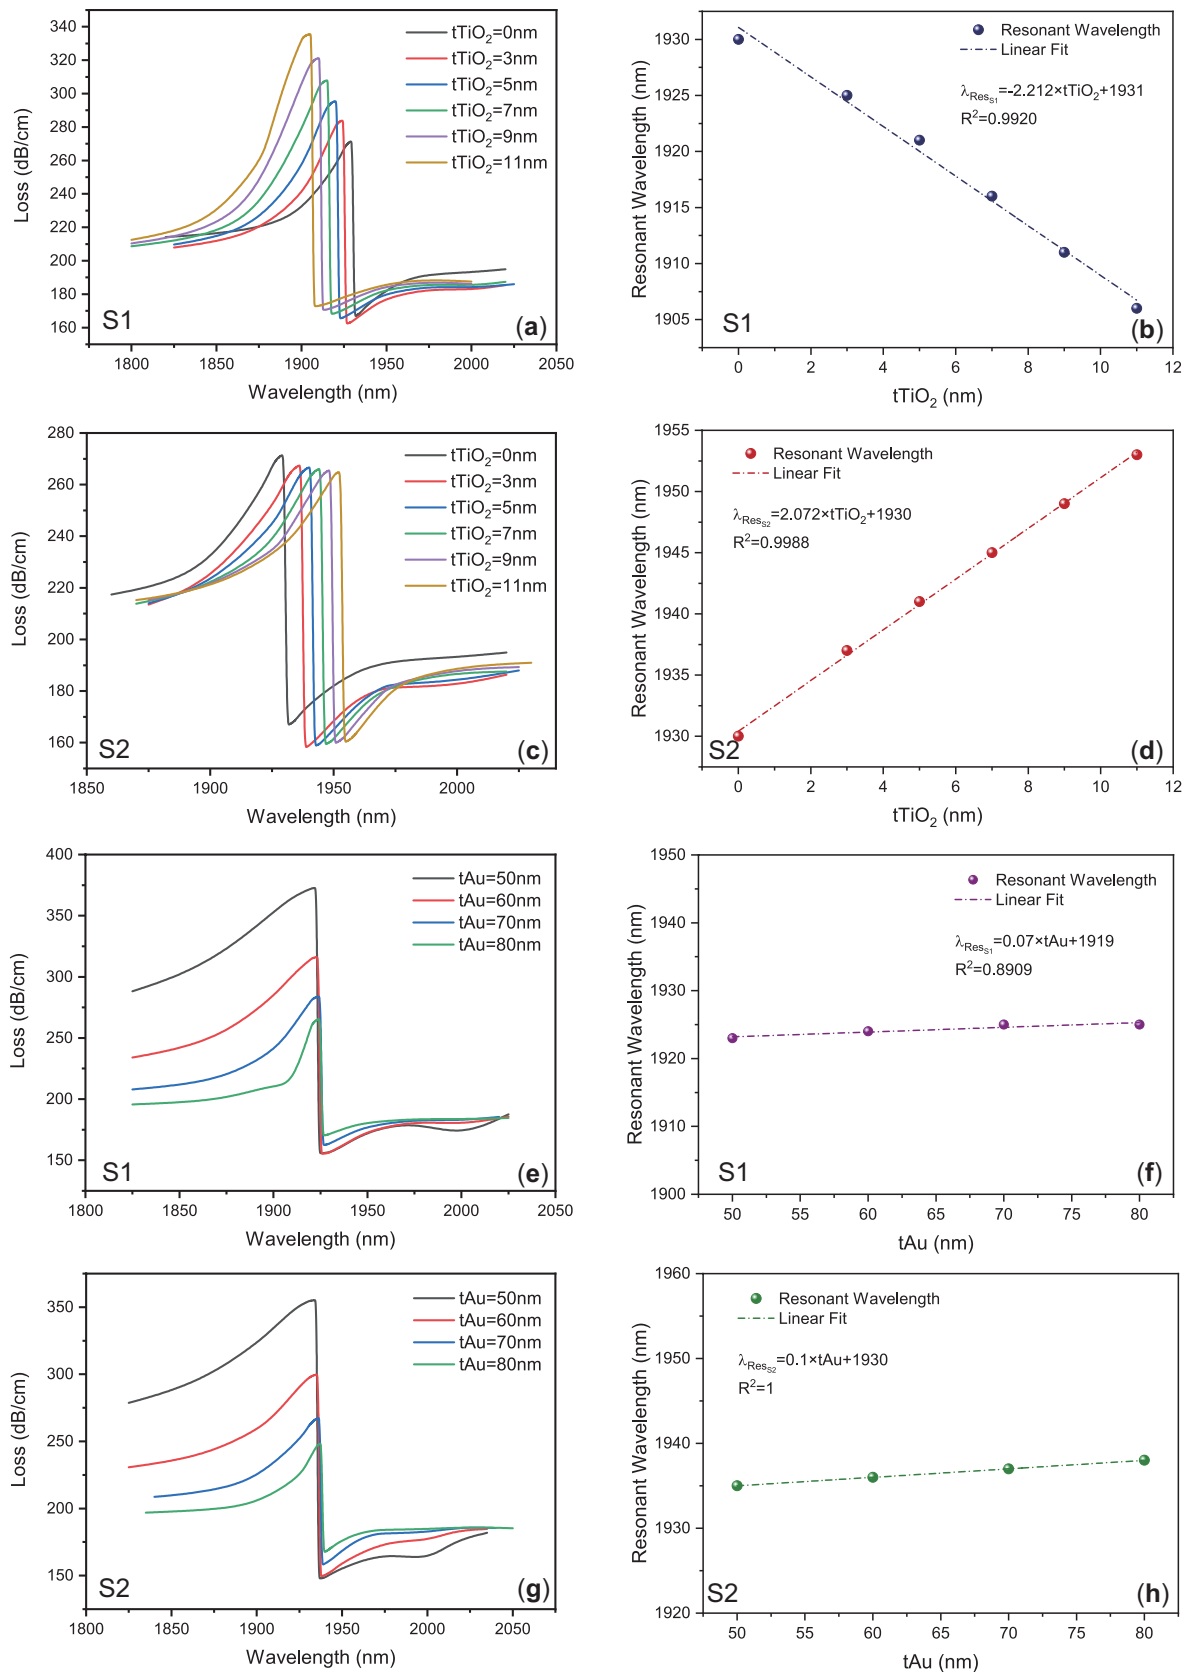 340
320
300
280
260
240
220
200
180
160
Loss (dB/cm)
tTiO₂=0nm
tTiO₂=3nm
tTiO₂=5nm
tTiO₂=7nm
tTiO₂=9nm
tTiO₂=11nm
S1
(a)
1800 1850 1900 1950 2000 2050
Wavelength (nm)
1930
1925
1920
1915
1910
1905
Resonant Wavelength (nm)
Resonant Wavelength
Linear Fit
λ_Res_S1=-2.212×tTiO₂+1931
R²=0.9920
S1
(b)
0 2 4 6 8 10 12
tTiO₂ (nm)
280
260
240
220
200
180
160
Loss (dB/cm)
tTiO₂=0nm
tTiO₂=3nm
tTiO₂=5nm
tTiO₂=7nm
tTiO₂=9nm
tTiO₂=11nm
S2
(c)
1850 1900 1950 2000
Wavelength (nm)
1955
1950
1945
1940
1935
1930
Resonant Wavelength (nm)
Resonant Wavelength
Linear Fit
λ_Res_S2=2.072×tTiO₂+1930
R²=0.9988
S2
(d)
0 2 4 6 8 10 12
tTiO₂ (nm)
400
350
300
250
200
150
Loss (dB/cm)
tAu=50nm
tAu=60nm
tAu=70nm
tAu=80nm
S1
(e)
1800 1850 1900 1950 2000 2050
Wavelength (nm)
1950
1940
1930
1920
1910
1900
Resonant Wavelength (nm)
Resonant Wavelength
Linear Fit
λ_Res_S1=0.07×tAu+1919
R²=0.8909
S1
(f)
50 55 60 65 70 75 80
tAu (nm)
350
300
250
200
150
Loss (dB/cm)
tAu=50nm
tAu=60nm
tAu=70nm
tAu=80nm
S2
(g)
1800 1850 1900 1950 2000 2050
Wavelength (nm)
1960
1950
1940
1930
1920
Resonant Wavelength (nm)
Resonant Wavelength
Linear Fit
λ_Res_S2=0.1×tAu+1930
R²=1
S2
(h)
50 55 60 65 70 75 80
tAu (nm)